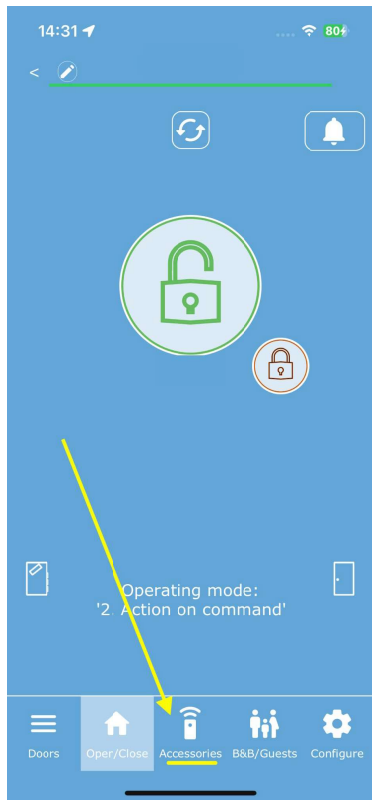 14:31
80
<
Operating mode:
'2. Action on command'
Doors
Oper/Close
Accessories
B&B/Guests
Configure